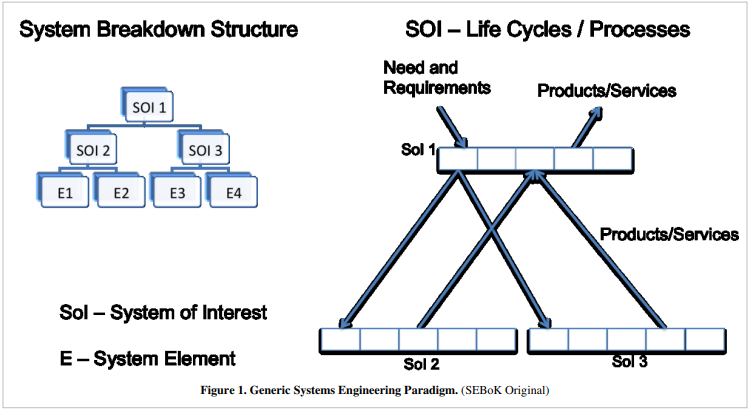 System Breakdown Structure
SOI 1
SOI 2
SOI 3
E1
E2
E3
E4
SoI – System of Interest
E – System Element
SOI – Life Cycles / Processes
Need and
Requirements
Products/Services
SoI 1
Products/Services
SoI 2
SoI 3
Figure 1. Generic Systems Engineering Paradigm. (SEBoK Original)